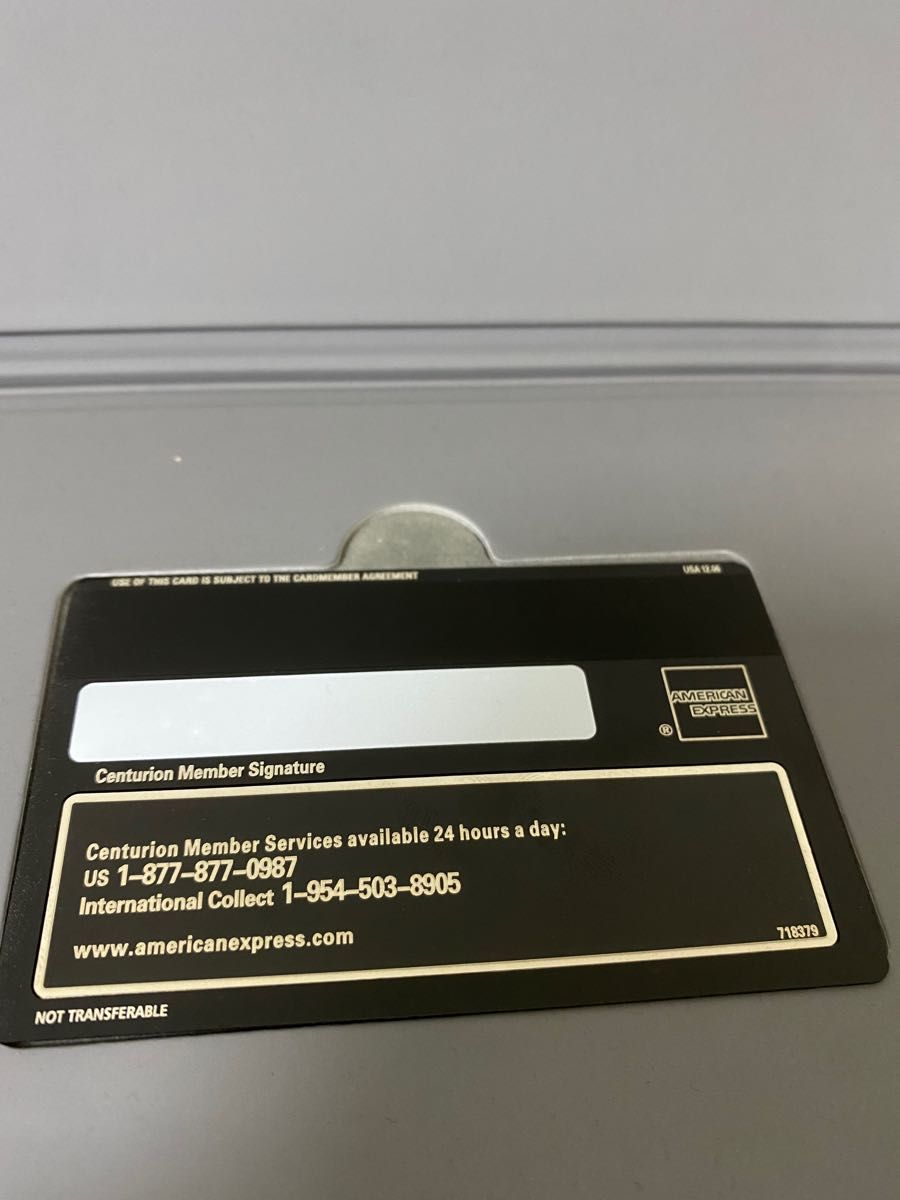 USE OF THIS CARD IS SUBJECT TO THE CARDMEMBER AGREEMENT
USA 12.06
AMERICAN
EXPRESS
®
Centurion Member Signature
Centurion Member Services available 24 hours a day:
US 1-877-877-0987
International Collect 1-954-503-8905
www.americanexpress.com
718379
NOT TRANSFERABLE